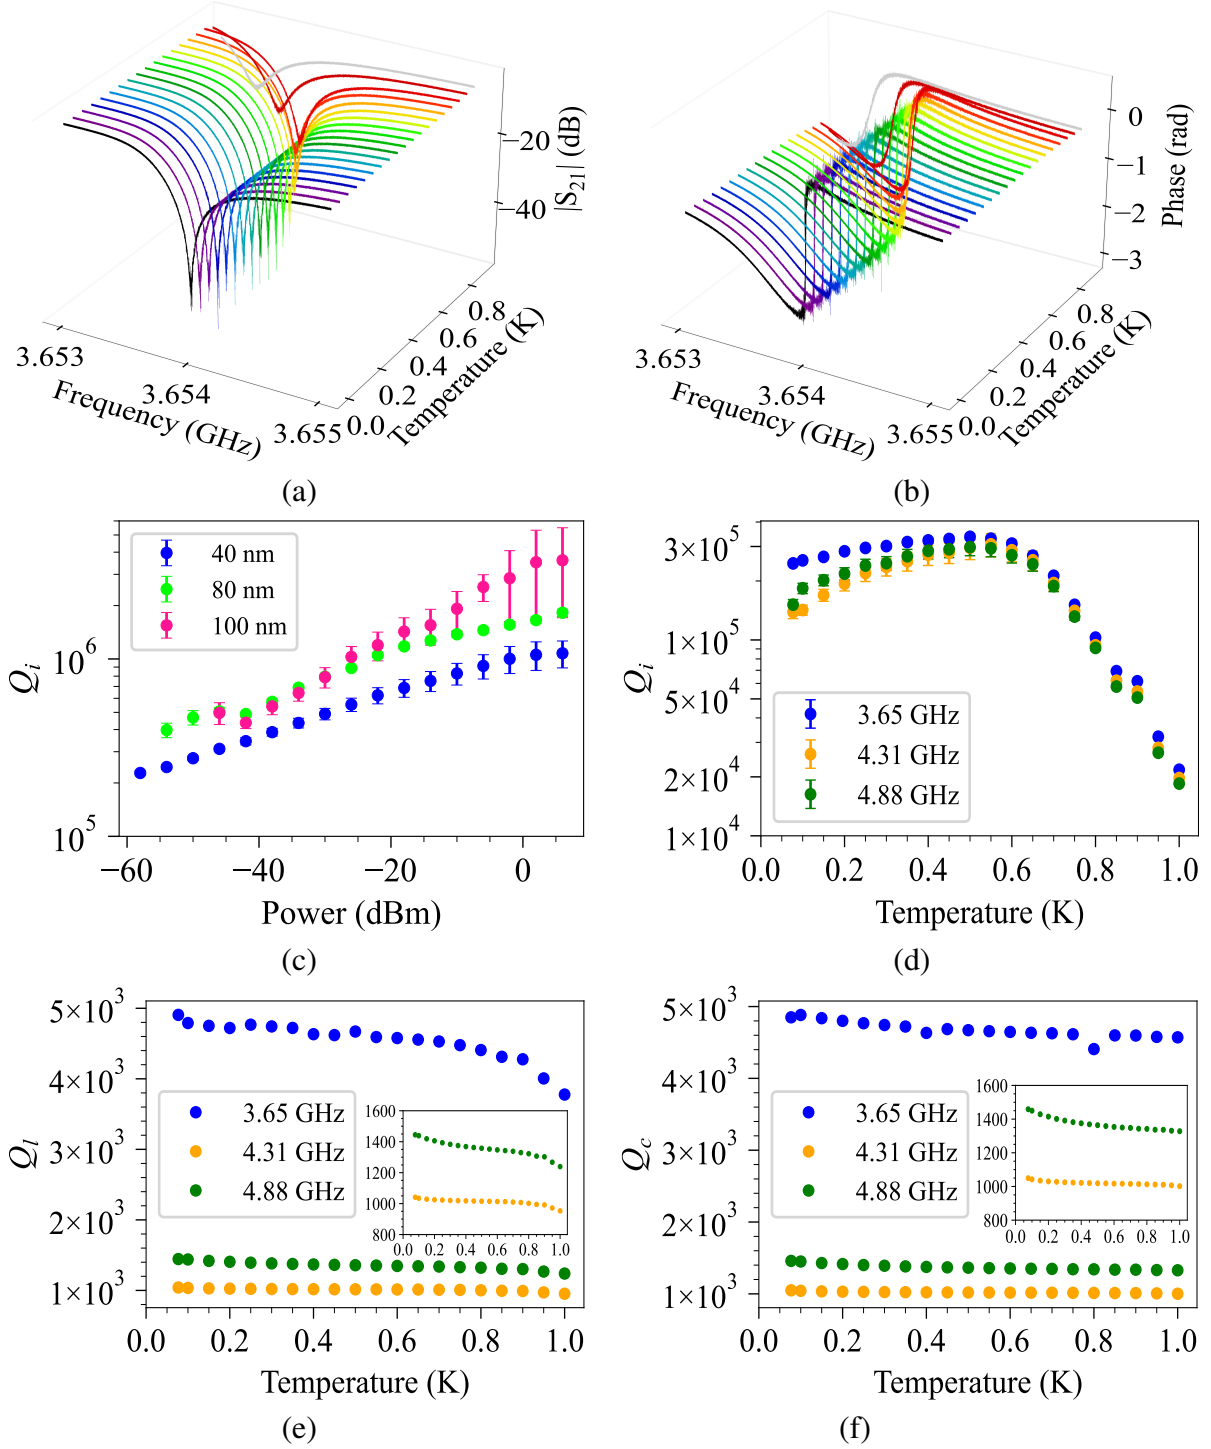 −20
−40
|S21| (dB)
3.653
3.654
3.655
Frequency (GHz)
0.0
0.2
0.4
0.6
0.8
Temperature (K)
(a)
0
−1
−2
−3
Phase (rad)
3.653
3.654
3.655
Frequency (GHz)
0.0
0.2
0.4
0.6
0.8
Temperature (K)
(b)
40 nm
80 nm
100 nm
10^6
10^5
Q_i
−60 −40 −20 0
Power (dBm)
(c)
3×10^5
1×10^5
5×10^4
2×10^4
1×10^4
Q_i
3.65 GHz
4.31 GHz
4.88 GHz
0.0 0.2 0.4 0.6 0.8 1.0
Temperature (K)
(d)
5×10^3
4×10^3
3×10^3
2×10^3
1×10^3
Q_l
3.65 GHz
4.31 GHz
4.88 GHz
1600
1400
1200
1000
800
0.0 0.2 0.4 0.6 0.8 1.0
0.0 0.2 0.4 0.6 0.8 1.0
Temperature (K)
(e)
5×10^3
4×10^3
3×10^3
2×10^3
1×10^3
Q_c
3.65 GHz
4.31 GHz
4.88 GHz
1600
1400
1200
1000
800
0.0 0.2 0.4 0.6 0.8 1.0
0.0 0.2 0.4 0.6 0.8 1.0
Temperature (K)
(f)